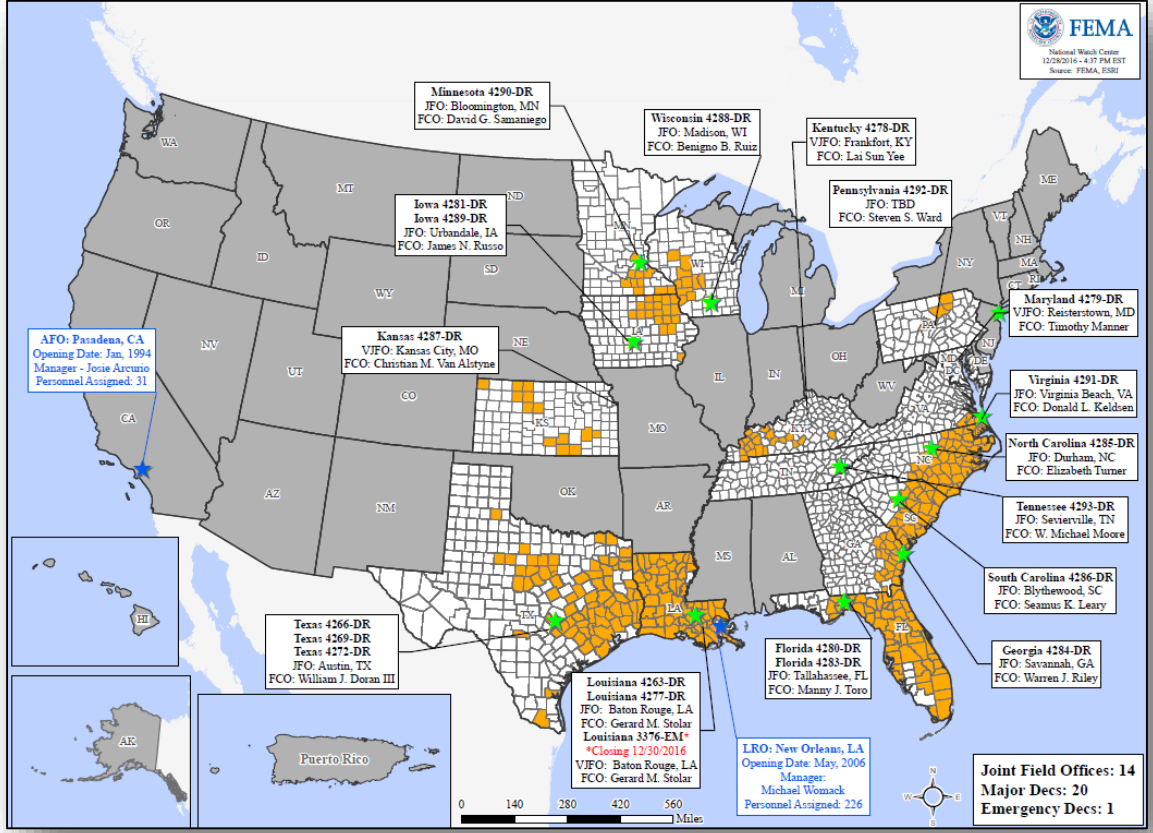 FEMA
National Watch Center
12/28/2016 - 4:37 PM EST
Source: FEMA, ESRI
Minnesota 4290-DR
JFO: Bloomington, MN
FCO: David G. Samaniego
Wisconsin 4288-DR
JFO: Madison, WI
FCO: Benigno B. Ruiz
Kentucky 4278-DR
VJFO: Frankfort, KY
FCO: Lai Sun Yee
Pennsylvania 4292-DR
JFO: TBD
FCO: Steven S. Ward
Iowa 4281-DR
Iowa 4289-DR
JFO: Urbandale, IA
FCO: James N. Russo
Maryland 4279-DR
VJFO: Reisterstown, MD
FCO: Timothy Manner
Kansas 4287-DR
VJFO: Kansas City, MO
FCO: Christian M. Van Alstyne
AFO: Pasadena, CA
Opening Date: Jan, 1994
Manager - Josie Arcurio
Personnel Assigned: 31
Virginia 4291-DR
JFO: Virginia Beach, VA
FCO: Donald L. Keldsen
North Carolina 4285-DR
JFO: Durham, NC
FCO: Elizabeth Turner
Tennessee 4293-DR
JFO: Sevierville, TN
FCO: W. Michael Moore
South Carolina 4286-DR
JFO: Blythewood, SC
FCO: Seamus K. Leary
Georgia 4284-DR
JFO: Savannah, GA
FCO: Warren J. Riley
Texas 4266-DR
Texas 4269-DR
Texas 4272-DR
JFO: Austin, TX
FCO: William J. Doran III
Florida 4280-DR
Florida 4283-DR
JFO: Tallahassee, FL
FCO: Manny J. Toro
Louisiana 4263-DR
Louisiana 4277-DR
JFO: Baton Rouge, LA
FCO: Gerard M. Stolar
Louisiana 3376-EM*
*Closing 12/30/2016
VJFO: Baton Rouge, LA
FCO: Gerard M. Stolar
LRO: New Orleans, LA
Opening Date: May, 2006
Manager:
Michael Womack
Personnel Assigned: 226
WA
MT
ND
MN
ME
OR
ID
SD
WI
VT
NH
NY
MA
RI
CT
WY
MI
IA
PA
NJ
NV
NE
OH
MD
DE
DC
UT
IL
IN
WV
CO
VA
CA
KS
MO
KY
NC
TN
AZ
NM
OK
AR
SC
MS
AL
GA
TX
LA
FL
HI
AK
Puerto Rico
N
W
E
S
0 140 280 420 560
Miles
Joint Field Offices: 14
Major Decs: 20
Emergency Decs: 1